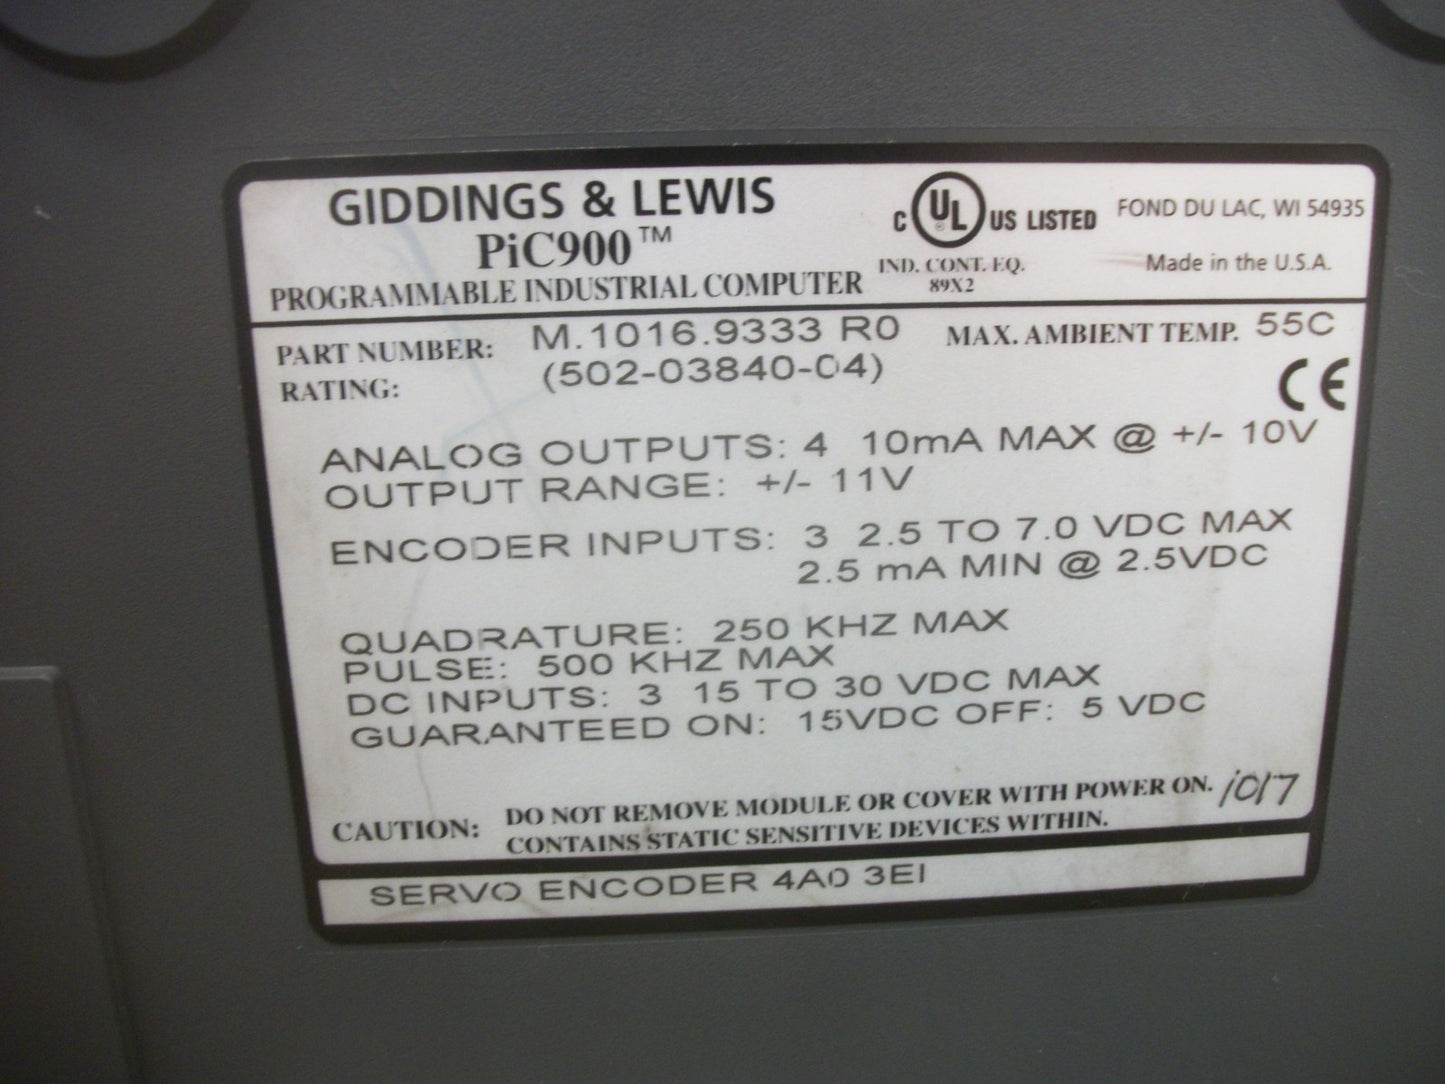 GIDDINGS & LEWIS
PiC900™
PROGRAMMABLE INDUSTRIAL COMPUTER
C UL US LISTED
IND. CONT. EQ.
89X2
FOND DU LAC, WI 54935
Made in the U.S.A.
PART NUMBER: M.1016.9333 R0 MAX. AMBIENT TEMP. 55C
RATING: (502-03840-04)
CE
ANALOG OUTPUTS: 4 10mA MAX @ +/- 10V
OUTPUT RANGE: +/- 11V
ENCODER INPUTS: 3 2.5 TO 7.0 VDC MAX
2.5 mA MIN @ 2.5VDC
QUADRATURE: 250 KHZ MAX
PULSE: 500 KHZ MAX
DC INPUTS: 3 15 TO 30 VDC MAX
GUARANTEED ON: 15VDC OFF: 5 VDC
CAUTION: DO NOT REMOVE MODULE OR COVER WITH POWER ON. 1017
CONTAINS STATIC SENSITIVE DEVICES WITHIN.
SERVO ENCODER 4A0 3EI